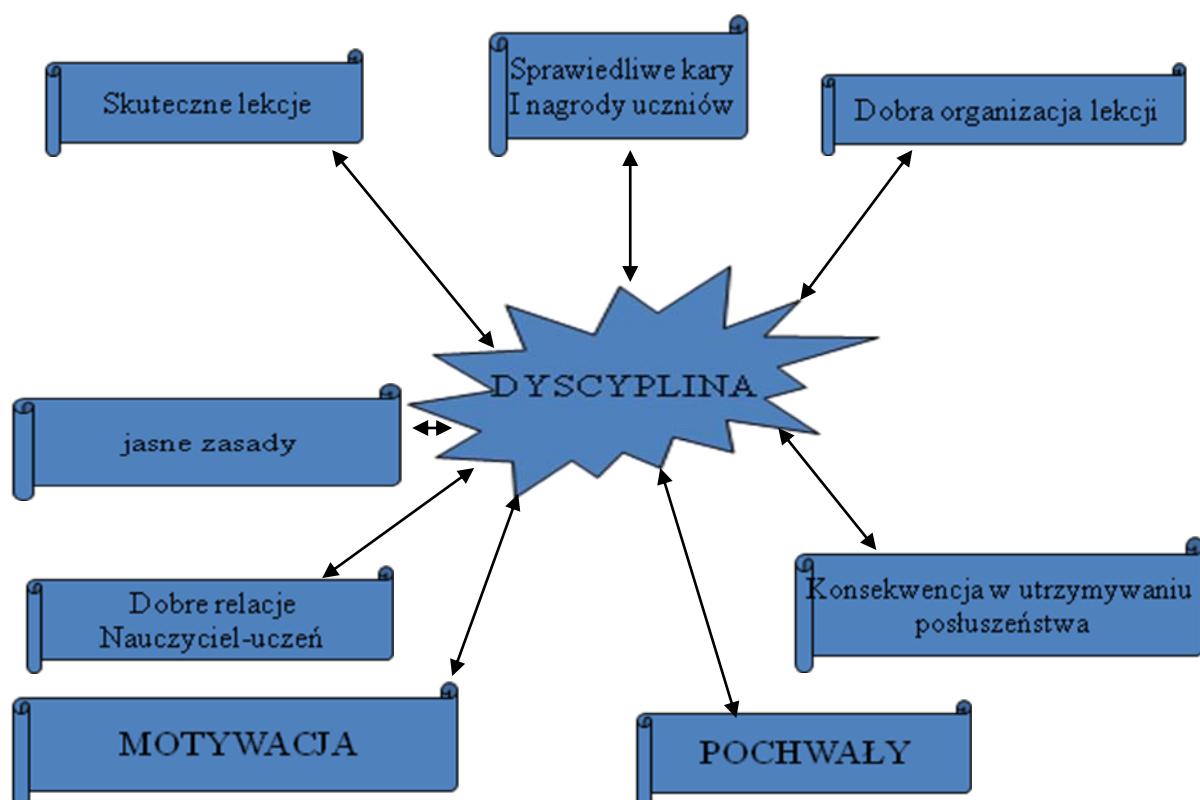 Skuteczne lekcje
Sprawiedliwe kary
I nagrody uczniów
Dobra organizacja lekcji
DYSCYPLINA
jasne zasady
Dobre relacje
Nauczyciel-uczeń
Konsekwencja w utrzymywaniu
posłuszeństwa
MOTYWACJA
POCHWAŁY